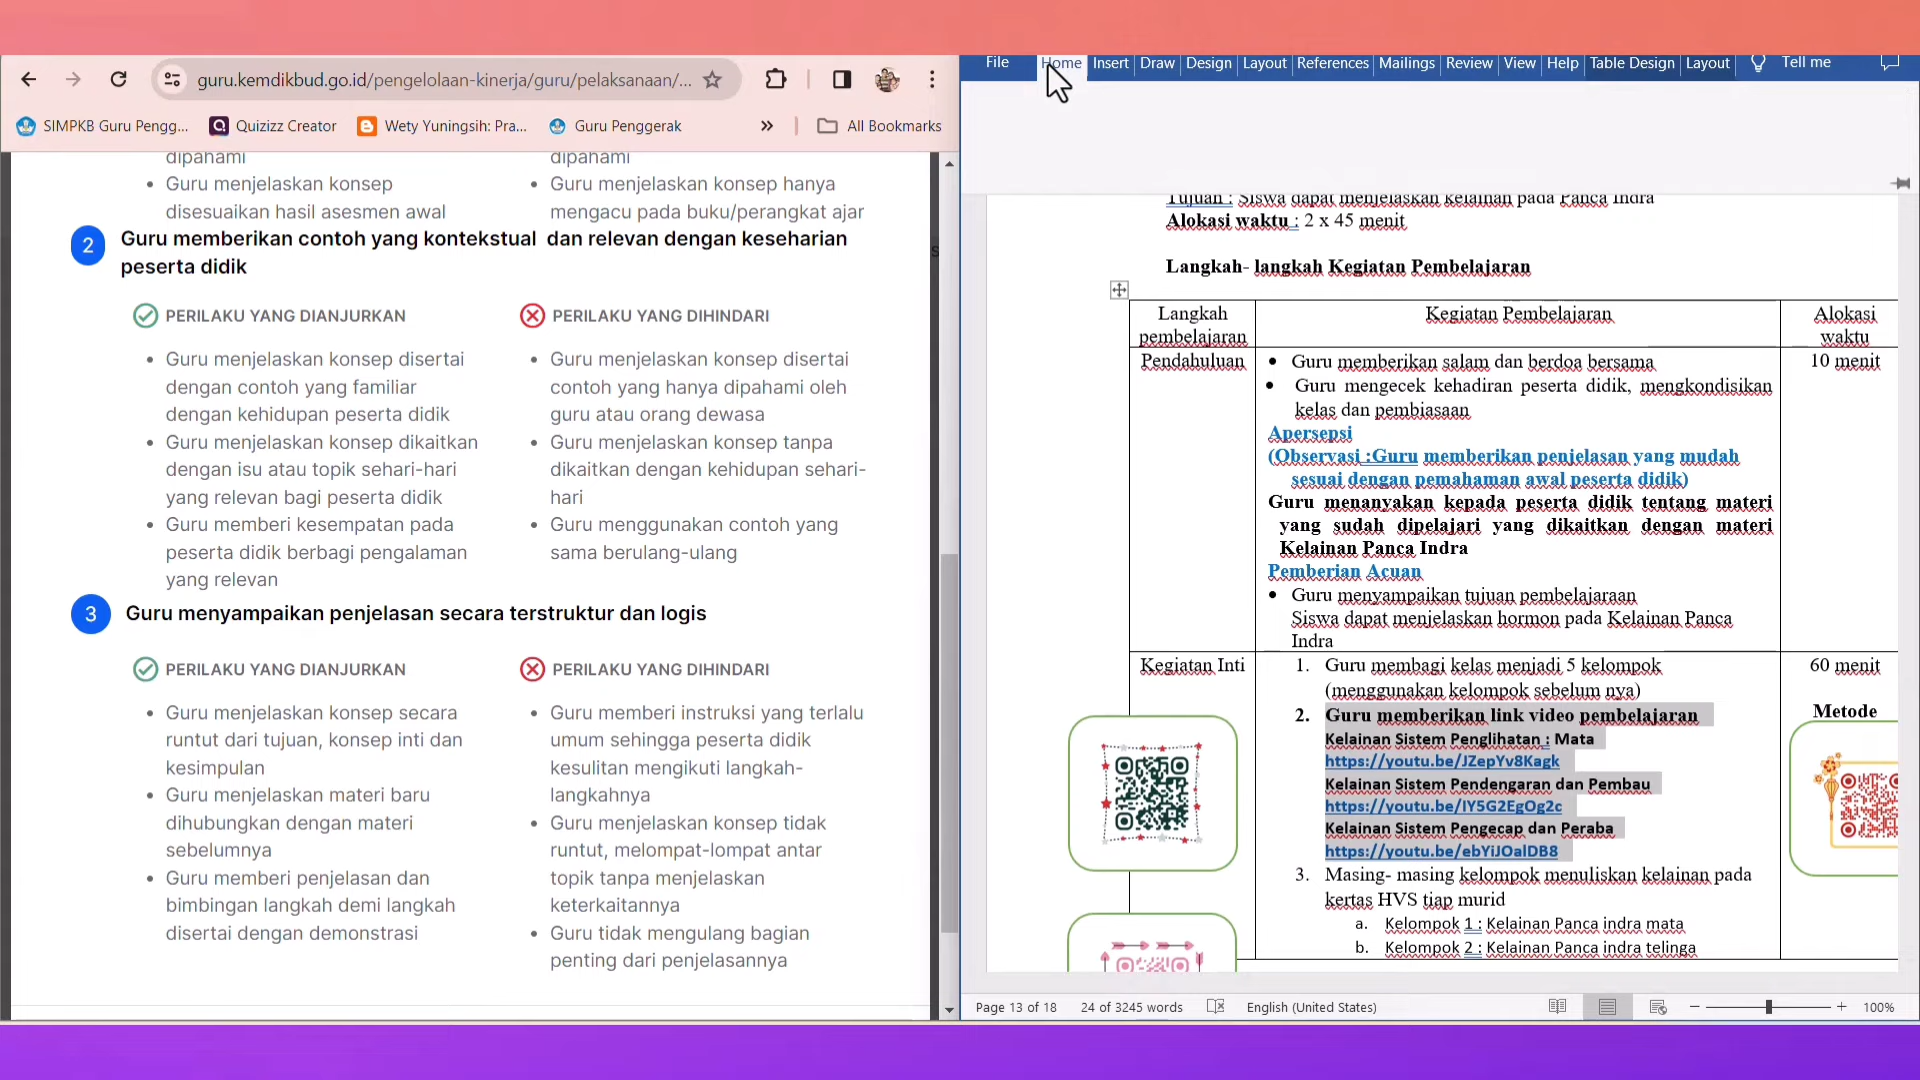 guru.kemdikbud.go.id/pengelolaan-kinerja/guru/pelaksanaan/...
SIMPKB Guru Pengg...
Quizizz Creator
Wety Yuningsih: Pra...
Guru Penggerak
All Bookmarks
dipahami
Guru menjelaskan konsep
disesuaikan hasil asesmen awal
dipahami
Guru menjelaskan konsep hanya
mengacu pada buku/perangkat ajar
2
Guru memberikan contoh yang kontekstual dan relevan dengan keseharian
peserta didik
PERILAKU YANG DIANJURKAN
Guru menjelaskan konsep disertai
dengan contoh yang familiar
dengan kehidupan peserta didik
Guru menjelaskan konsep dikaitkan
dengan isu atau topik sehari-hari
yang relevan bagi peserta didik
Guru memberi kesempatan pada
peserta didik berbagi pengalaman
yang relevan
PERILAKU YANG DIHINDARI
Guru menjelaskan konsep disertai
contoh yang hanya dipahami oleh
guru atau orang dewasa
Guru menjelaskan konsep tanpa
dikaitkan dengan kehidupan sehari-
hari
Guru menggunakan contoh yang
sama berulang-ulang
3
Guru menyampaikan penjelasan secara terstruktur dan logis
PERILAKU YANG DIANJURKAN
Guru menjelaskan konsep secara
runtut dari tujuan, konsep inti dan
kesimpulan
Guru menjelaskan materi baru
dihubungkan dengan materi
sebelumnya
Guru memberi penjelasan dan
bimbingan langkah demi langkah
disertai dengan demonstrasi
PERILAKU YANG DIHINDARI
Guru memberi instruksi yang terlalu
umum sehingga peserta didik
kesulitan mengikuti langkah-
langkahnya
Guru menjelaskan konsep tidak
runtut, melompat-lompat antar
topik tanpa menjelaskan
keterkaitannya
Guru tidak mengulang bagian
penting dari penjelasannya
File Home Insert Draw Design Layout References Mailings Review View Help Table Design Layout Tell me
Tujuan : Siswa dapat menjelaskan kelainan pada Panca Indra
Alokasi waktu : 2 x 45 menit
Langkah- langkah Kegiatan Pembelajaran
Langkah
pembelajaran
Kegiatan Pembelajaran
Alokasi
waktu
Pendahuluan
Guru memberikan salam dan berdoa bersama
Guru mengecek kehadiran peserta didik, mengkondisikan
kelas dan pembiasaan
Apersepsi
(Observasi :Guru memberikan penjelasan yang mudah
sesuai dengan pemahaman awal peserta didik)
Guru menanyakan kepada peserta didik tentang materi
yang sudah dipelajari yang dikaitkan dengan materi
Kelainan Panca Indra
Pemberian Acuan
Guru menyampaikan tujuan pembelajaraan
Siswa dapat menjelaskan hormon pada Kelainan Panca
Indra
10 menit
Kegiatan Inti
1. Guru membagi kelas menjadi 5 kelompok
(menggunakan kelompok sebelum nya)
2. Guru memberikan link video pembelajaran
Kelainan Sistem Penglihatan : Mata
https://youtu.be/JZepYv8Kagk
Kelainan Sistem Pendengaran dan Pembau
https://youtu.be/IY5G2EgOg2c
Kelainan Sistem Pengecap dan Peraba
https://youtu.be/ebYiJOalDB8
3. Masing- masing kelompok menuliskan kelainan pada
kertas HVS tiap murid
a. Kelompok 1 : Kelainan Panca indra mata
b. Kelompok 2 : Kelainan Panca indra telinga
60 menit
Metode
Page 13 of 18
24 of 3245 words
English (United States)
100%